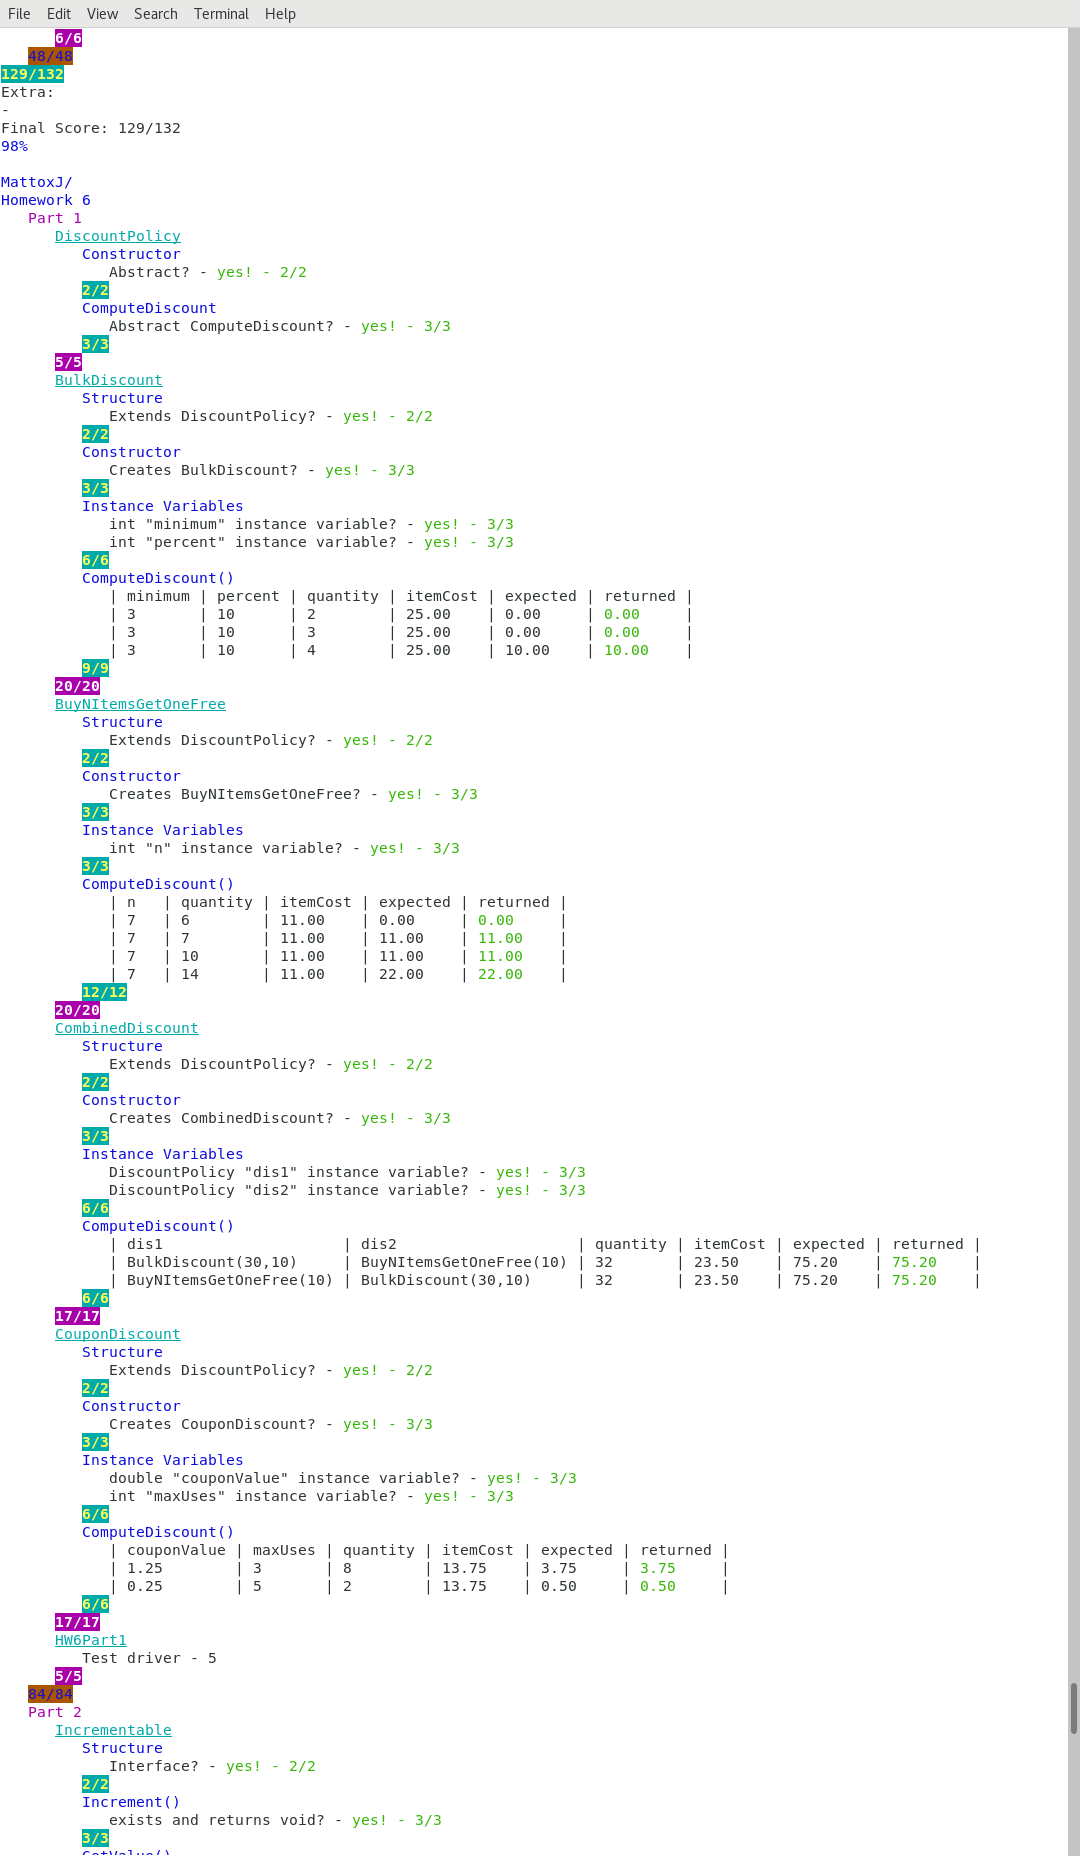 File Edit View Search Terminal Help
6/6
48/48
129/132
Extra:
-
Final Score: 129/132
98%
MattoxJ/
Homework 6
Part 1
DiscountPolicy
Constructor
Abstract? - yes! - 2/2
2/2
ComputeDiscount
Abstract ComputeDiscount? - yes! - 3/3
3/3
5/5
BulkDiscount
Structure
Extends DiscountPolicy? - yes! - 2/2
2/2
Constructor
Creates BulkDiscount? - yes! - 3/3
3/3
Instance Variables
int "minimum" instance variable? - yes! - 3/3
int "percent" instance variable? - yes! - 3/3
6/6
ComputeDiscount()
| minimum | percent | quantity | itemCost | expected | returned |
| 3 | 10 | 2 | 25.00 | 0.00 | 0.00 |
| 3 | 10 | 3 | 25.00 | 0.00 | 0.00 |
| 3 | 10 | 4 | 25.00 | 10.00 | 10.00 |
9/9
20/20
BuyNItemsGetOneFree
Structure
Extends DiscountPolicy? - yes! - 2/2
2/2
Constructor
Creates BuyNItemsGetOneFree? - yes! - 3/3
3/3
Instance Variables
int "n" instance variable? - yes! - 3/3
3/3
ComputeDiscount()
| n | quantity | itemCost | expected | returned |
| 7 | 6 | 11.00 | 0.00 | 0.00 |
| 7 | 7 | 11.00 | 11.00 | 11.00 |
| 7 | 10 | 11.00 | 11.00 | 11.00 |
| 7 | 14 | 11.00 | 22.00 | 22.00 |
12/12
20/20
CombinedDiscount
Structure
Extends DiscountPolicy? - yes! - 2/2
2/2
Constructor
Creates CombinedDiscount? - yes! - 3/3
3/3
Instance Variables
DiscountPolicy "dis1" instance variable? - yes! - 3/3
DiscountPolicy "dis2" instance variable? - yes! - 3/3
6/6
ComputeDiscount()
| dis1 | dis2 | quantity | itemCost | expected | returned |
| BulkDiscount(30,10) | BuyNItemsGetOneFree(10) | 32 | 23.50 | 75.20 | 75.20 |
| BuyNItemsGetOneFree(10) | BulkDiscount(30,10) | 32 | 23.50 | 75.20 | 75.20 |
6/6
17/17
CouponDiscount
Structure
Extends DiscountPolicy? - yes! - 2/2
2/2
Constructor
Creates CouponDiscount? - yes! - 3/3
3/3
Instance Variables
double "couponValue" instance variable? - yes! - 3/3
int "maxUses" instance variable? - yes! - 3/3
6/6
ComputeDiscount()
| couponValue | maxUses | quantity | itemCost | expected | returned |
| 1.25 | 3 | 8 | 13.75 | 3.75 | 3.75 |
| 0.25 | 5 | 2 | 13.75 | 0.50 | 0.50 |
6/6
17/17
HW6Part1
Test driver - 5
5/5
84/84
Part 2
Incrementable
Structure
Interface? - yes! - 2/2
2/2
Increment()
exists and returns void? - yes! - 3/3
3/3
GetValue()